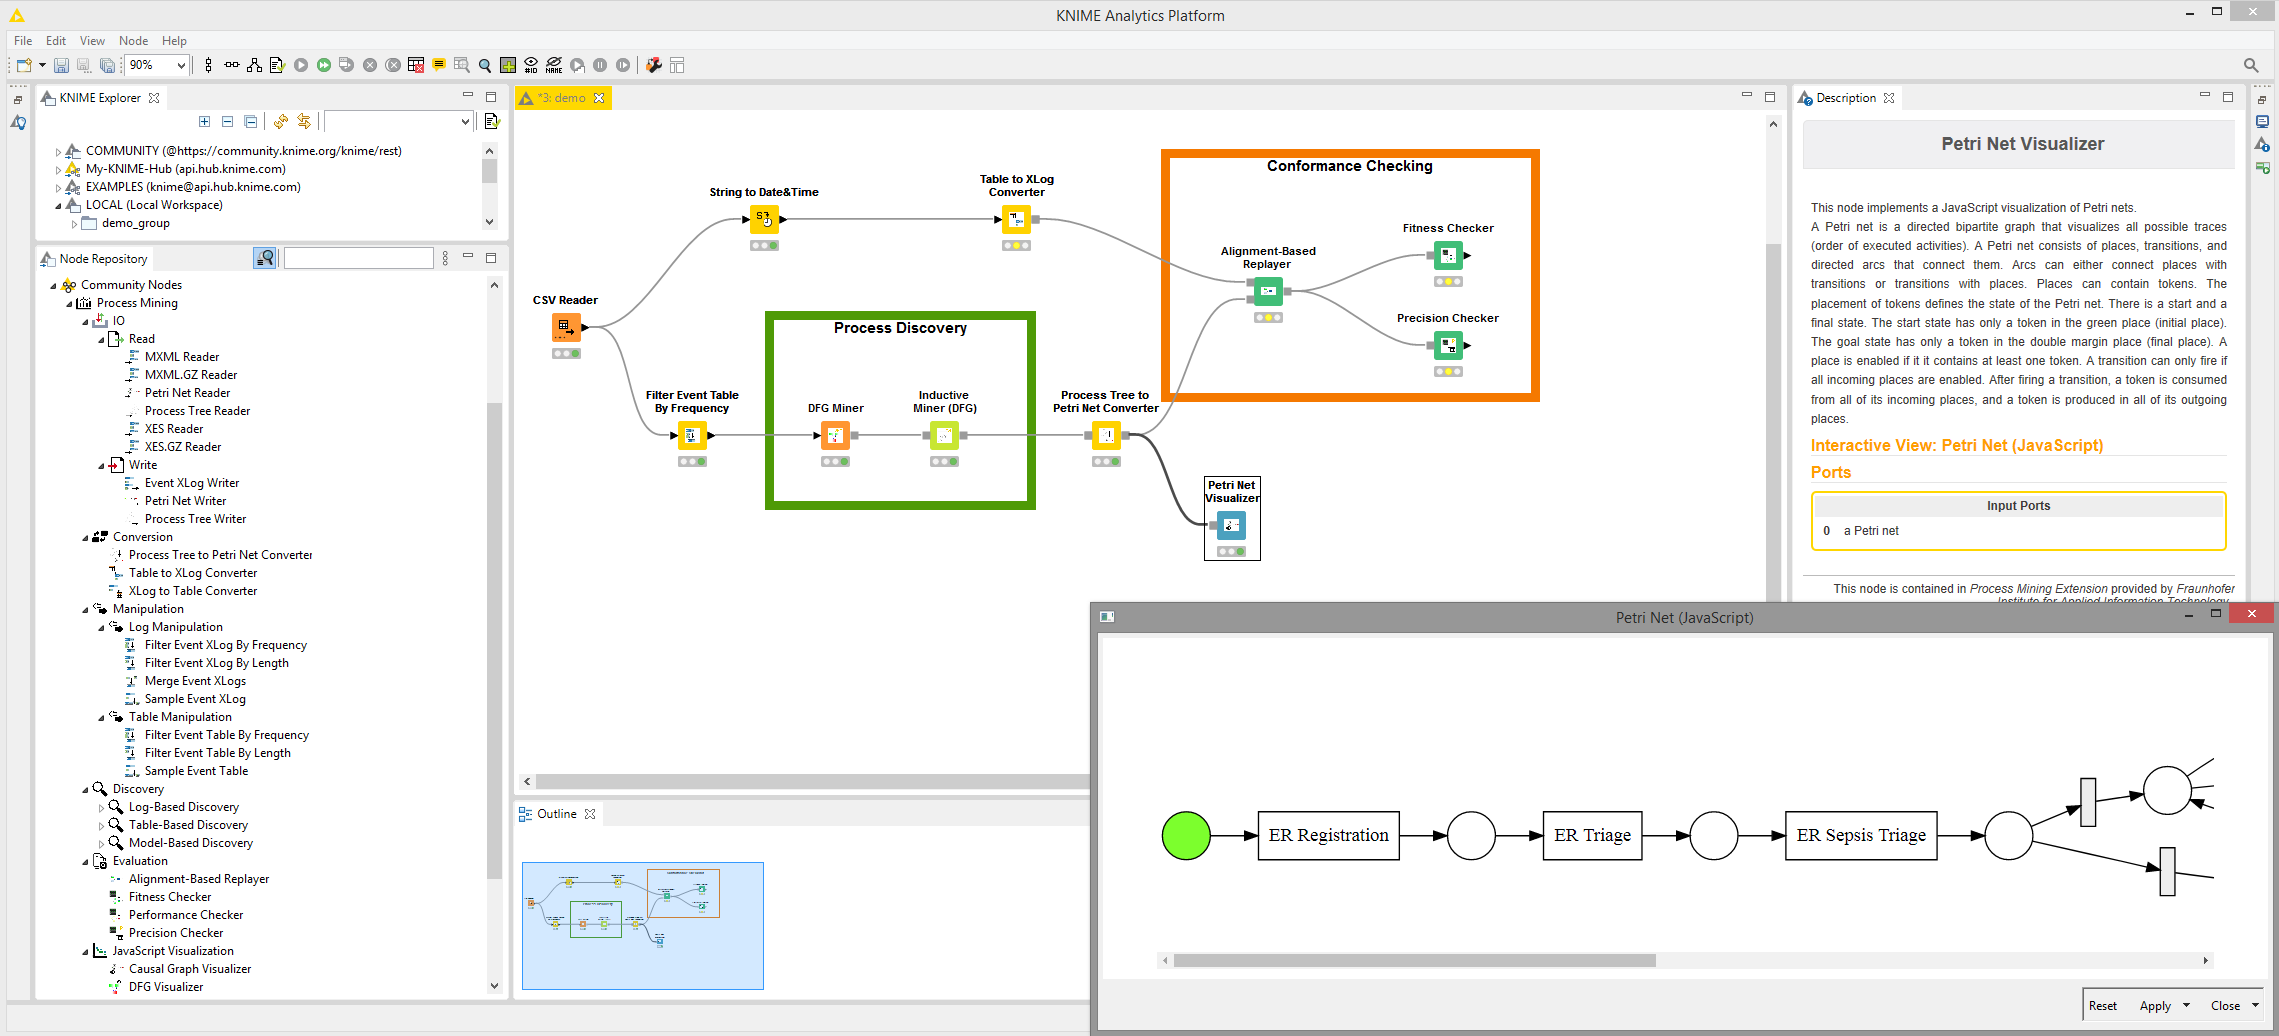 KNIME Analytics Platform
File Edit View Node Help
90%
#ID
NAME
KNIME Explorer
COMMUNITY (@https://community.knime.org/knime/rest)
My-KNIME-Hub (api.hub.knime.com)
EXAMPLES (knime@api.hub.knime.com)
LOCAL (Local Workspace)
demo_group
Node Repository
Community Nodes
Process Mining
IO
Read
MXML Reader
MXML.GZ Reader
Petri Net Reader
Process Tree Reader
XES Reader
XES.GZ Reader
Write
Event XLog Writer
Petri Net Writer
Process Tree Writer
Conversion
Process Tree to Petri Net Converter
Table to XLog Converter
XLog to Table Converter
Manipulation
Log Manipulation
Filter Event XLog By Frequency
Filter Event XLog By Length
Merge Event XLogs
Sample Event XLog
Table Manipulation
Filter Event Table By Frequency
Filter Event Table By Length
Sample Event Table
Discovery
Log-Based Discovery
Table-Based Discovery
Model-Based Discovery
Evaluation
Alignment-Based Replayer
Fitness Checker
Performance Checker
Precision Checker
JavaScript Visualization
Causal Graph Visualizer
DFG Visualizer
*3: demo
Conformance Checking
Table to XLog
Converter
String to Date&Time
Fitness Checker
Alignment-Based
Replayer
CSV Reader
Precision Checker
Process Discovery
Filter Event Table
By Frequency
DFG Miner
Inductive
Miner (DFG)
Process Tree to
Petri Net Converter
Petri Net
Visualizer
Outline
Description
Petri Net Visualizer
This node implements a JavaScript visualization of Petri nets.
A Petri net is a directed bipartite graph that visualizes all possible traces
(order of executed activities). A Petri net consists of places, transitions, and
directed arcs that connect them. Arcs can either connect places with
transitions or transitions with places. Places can contain tokens. The
placement of tokens defines the state of the Petri net. There is a start and a
final state. The start state has only a token in the green place (initial place).
The goal state has only a token in the double margin place (final place). A
place is enabled if it it contains at least one token. A transition can only fire if
all incoming places are enabled. After firing a transition, a token is consumed
from all of its incoming places, and a token is produced in all of its outgoing
places.
Interactive View: Petri Net (JavaScript)
Ports
Input Ports
0 a Petri net
This node is contained in Process Mining Extension provided by Fraunhofer
Institute for Applied Information Technology
Petri Net (JavaScript)
ER Registration
ER Triage
ER Sepsis Triage
Reset Apply Close